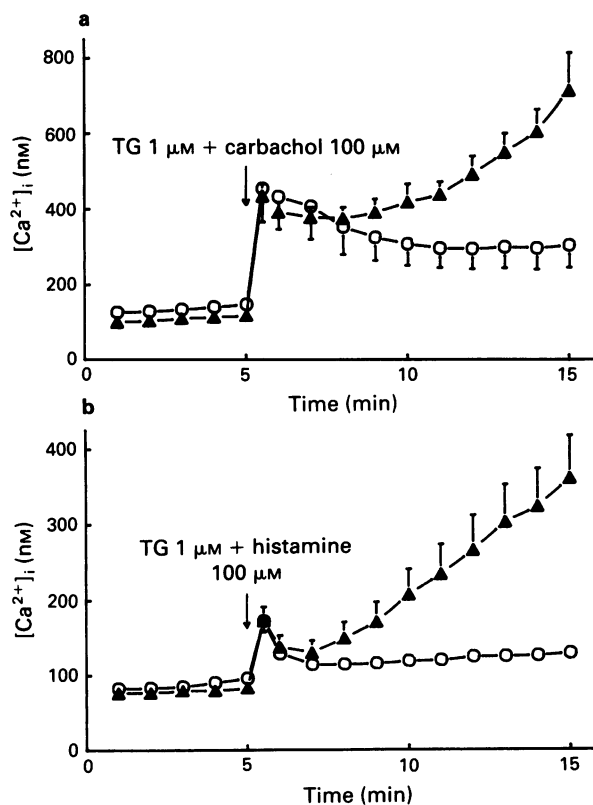 a
800
600
TG 1 μM + carbachol 100 μM
400
200
0
0 5 10 15
Time (min)
[Ca²⁺]ᵢ (nM)
b
400
300
TG 1 μM + histamine
100 μM
200
100
0
0 5 10 15
Time (min)
[Ca²⁺]ᵢ (nM)